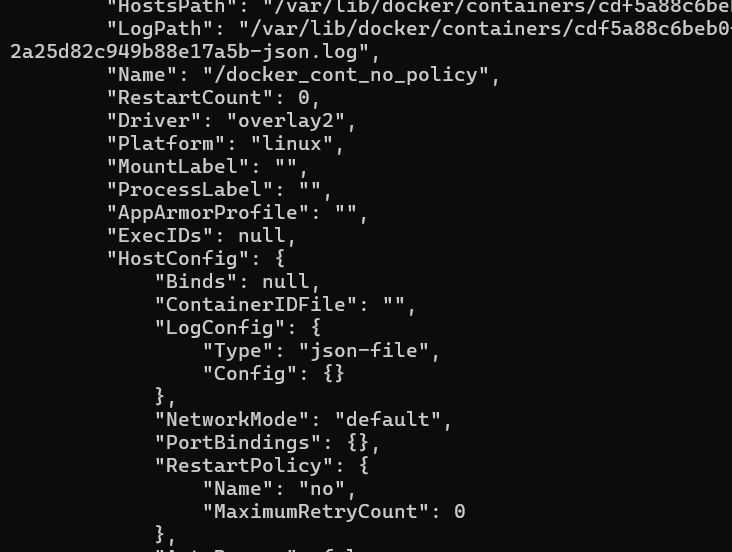 "HostsPath": "/var/lib/docker/containers/cdf5a88c6be
"LogPath": "/var/lib/docker/containers/cdf5a88c6beb0
2a25d82c949b88e17a5b-json.log",
"Name": "/docker_cont_no_policy",
"RestartCount": 0,
"Driver": "overlay2",
"Platform": "linux",
"MountLabel": "",
"ProcessLabel": "",
"AppArmorProfile": "",
"ExecIDs": null,
"HostConfig": {
"Binds": null,
"ContainerIDFile": "",
"LogConfig": {
"Type": "json-file",
"Config": {}
},
"NetworkMode": "default",
"PortBindings": {},
"RestartPolicy": {
"Name": "no",
"MaximumRetryCount": 0
},